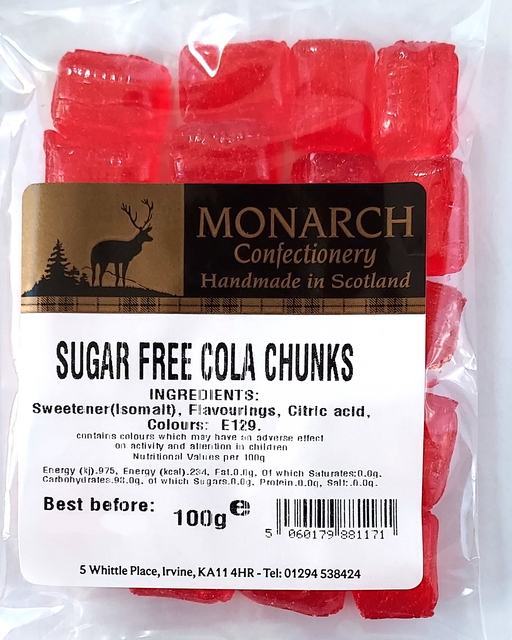 MONARCH
Confectionery
Handmade in Scotland
SUGAR FREE COLA CHUNKS
INGREDIENTS:
Sweetener(Isomalt), Flavourings, Citric acid,
Colours: E129.
contains colours which may have an adverse effect
on activity and attention in children
Nutritional Values per 100g
Energy (kj).975, Energy (kcal).234, Fat.0.0g, Of which Saturates:0.0g,
Carbohydrates.98.0g, of which Sugars.0.0g, Protein.0.0g, Salt:.0.0g.
Best before:
100g e
5 060179 881171
5 Whittle Place, Irvine, KA11 4HR - Tel: 01294 538424